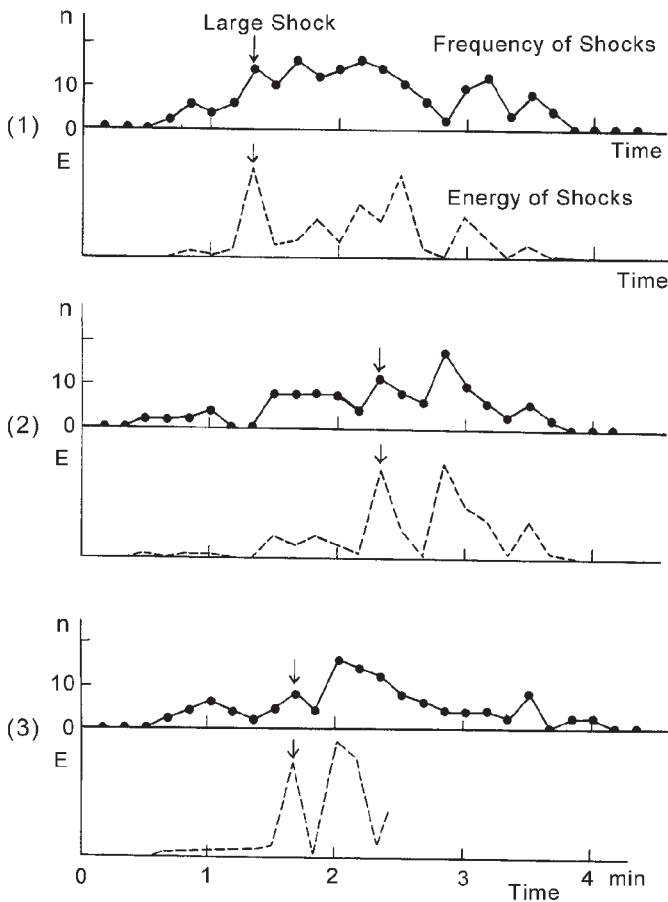 n
Large Shock
Frequency of Shocks
10
(1)
0
Time
E
Energy of Shocks
Time
n
10
(2)
0
E
n
10
(3)
0
E
0 1 2 3 4 min
Time